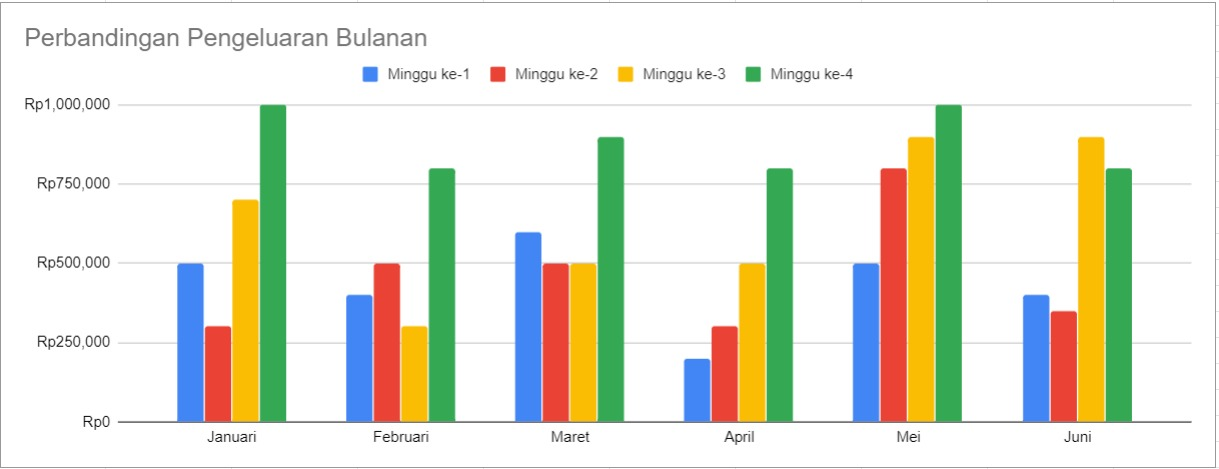 Perbandingan Pengeluaran Bulanan
Minggu ke-1 Minggu ke-2 Minggu ke-3 Minggu ke-4
Rp1,000,000
Rp750,000
Rp500,000
Rp250,000
Rp0
Januari Februari Maret April Mei Juni